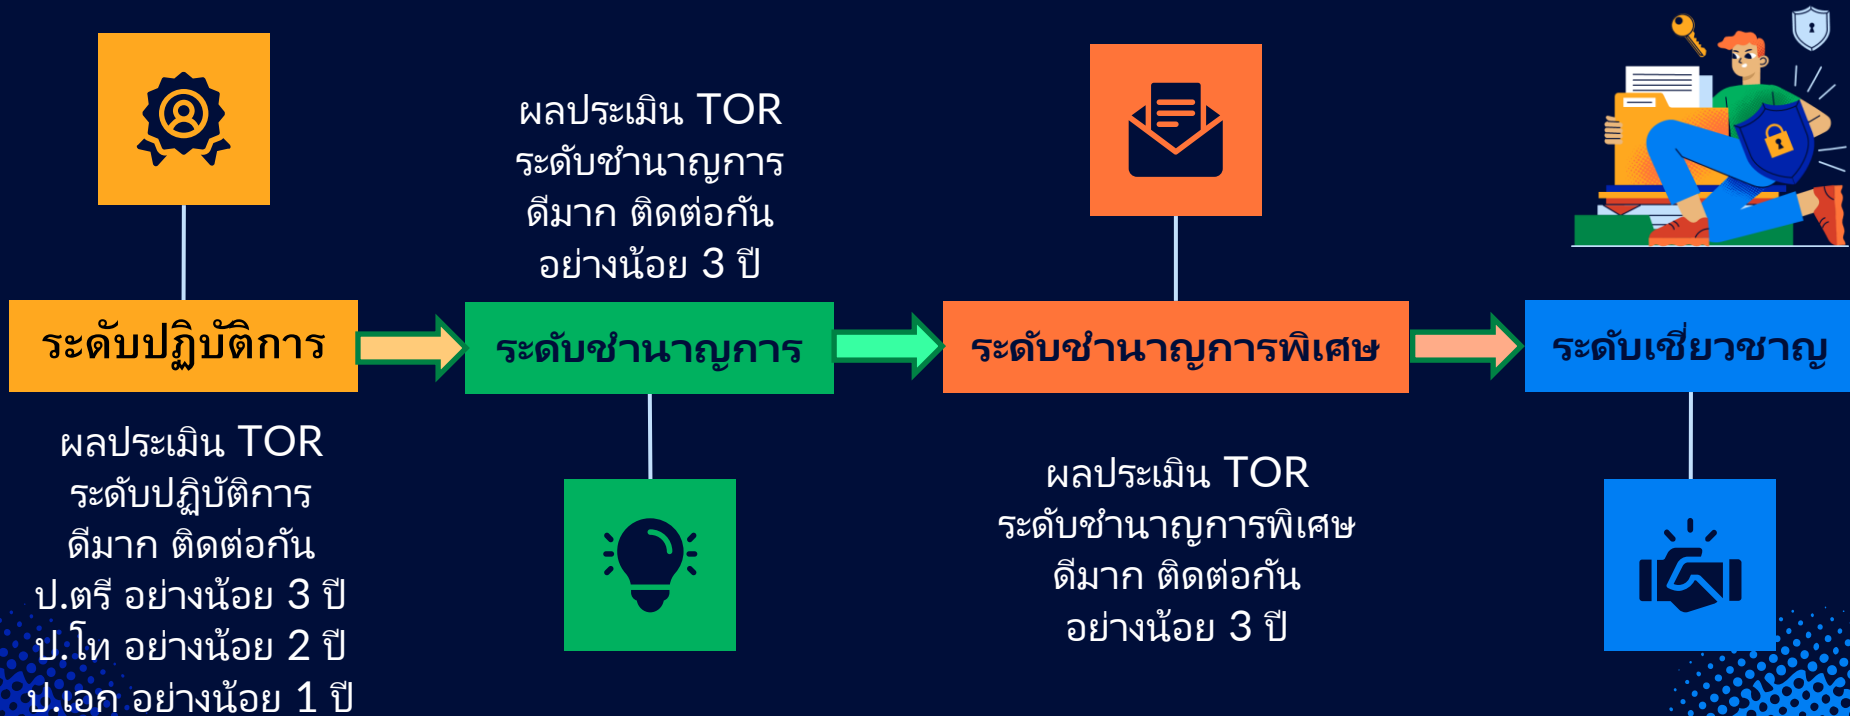 ระดับปฏิบัติการ
ผลประเมิน TOR
ระดับปฏิบัติการ
ดีมาก ติดต่อกัน
ป.ตรี อย่างน้อย 3 ปี
ป.โท อย่างน้อย 2 ปี
ป.เอก อย่างน้อย 1 ปี
ผลประเมิน TOR
ระดับชำนาญการ
ดีมาก ติดต่อกัน
อย่างน้อย 3 ปี
ระดับชำนาญการ
ระดับชำนาญการพิเศษ
ผลประเมิน TOR
ระดับชำนาญการพิเศษ
ดีมาก ติดต่อกัน
อย่างน้อย 3 ปี
ระดับเชี่ยวชาญ